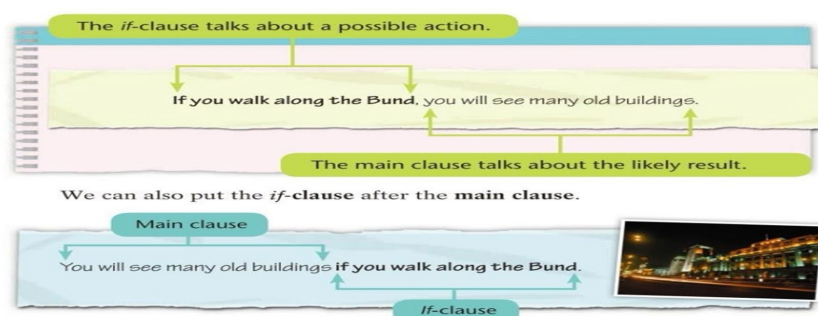 The if-clause talks about a possible action.
If you walk along the Bund, you will see many old buildings.
The main clause talks about the likely result.
We can also put the if-clause after the main clause.
Main clause
You will see many old buildings if you walk along the Bund.
If-clause